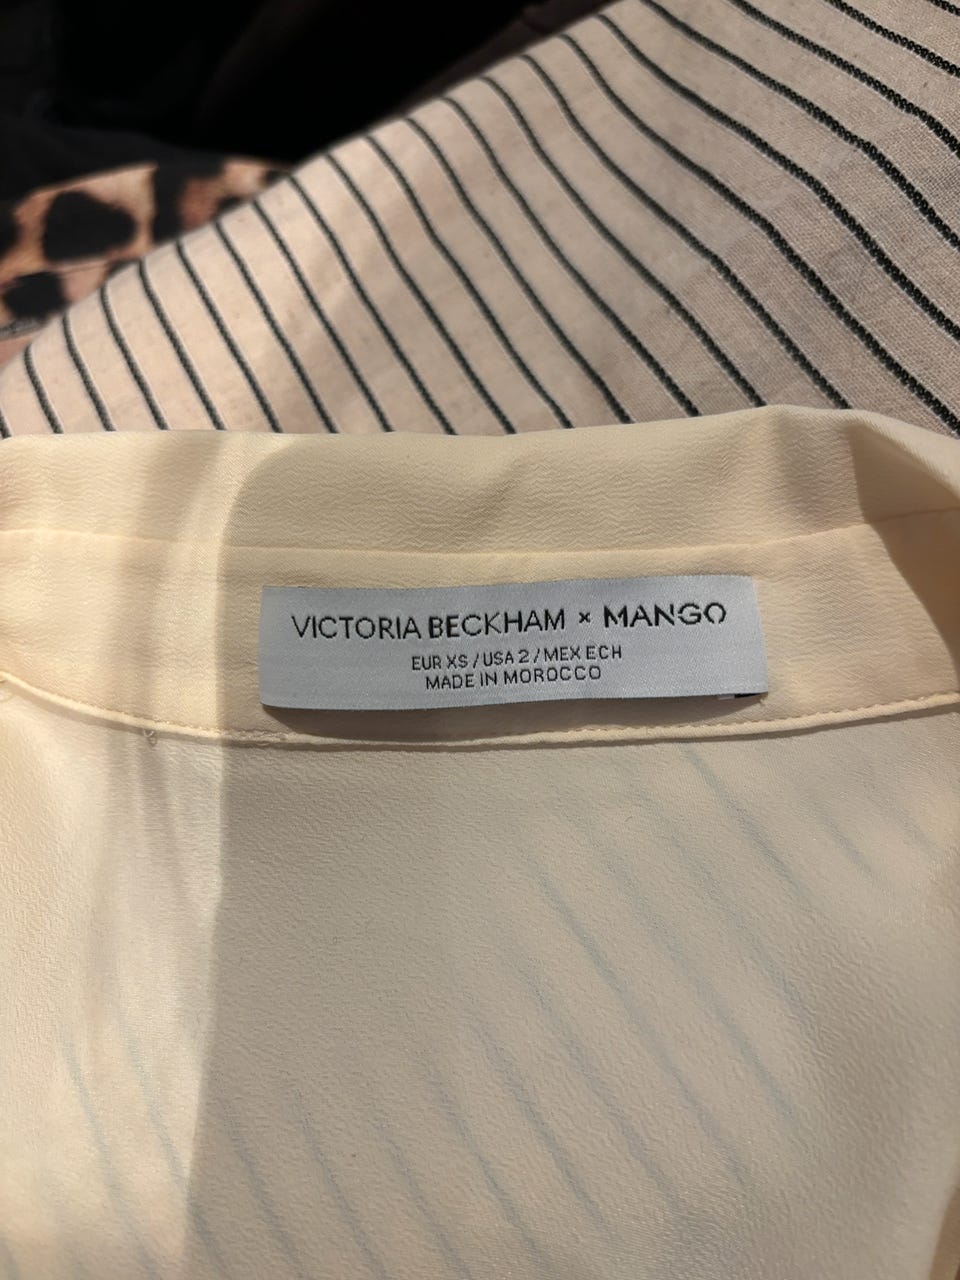 VICTORIA BECKHAM × MANGO
EUR XS / USA 2 / MEX ECH
MADE IN MOROCCO